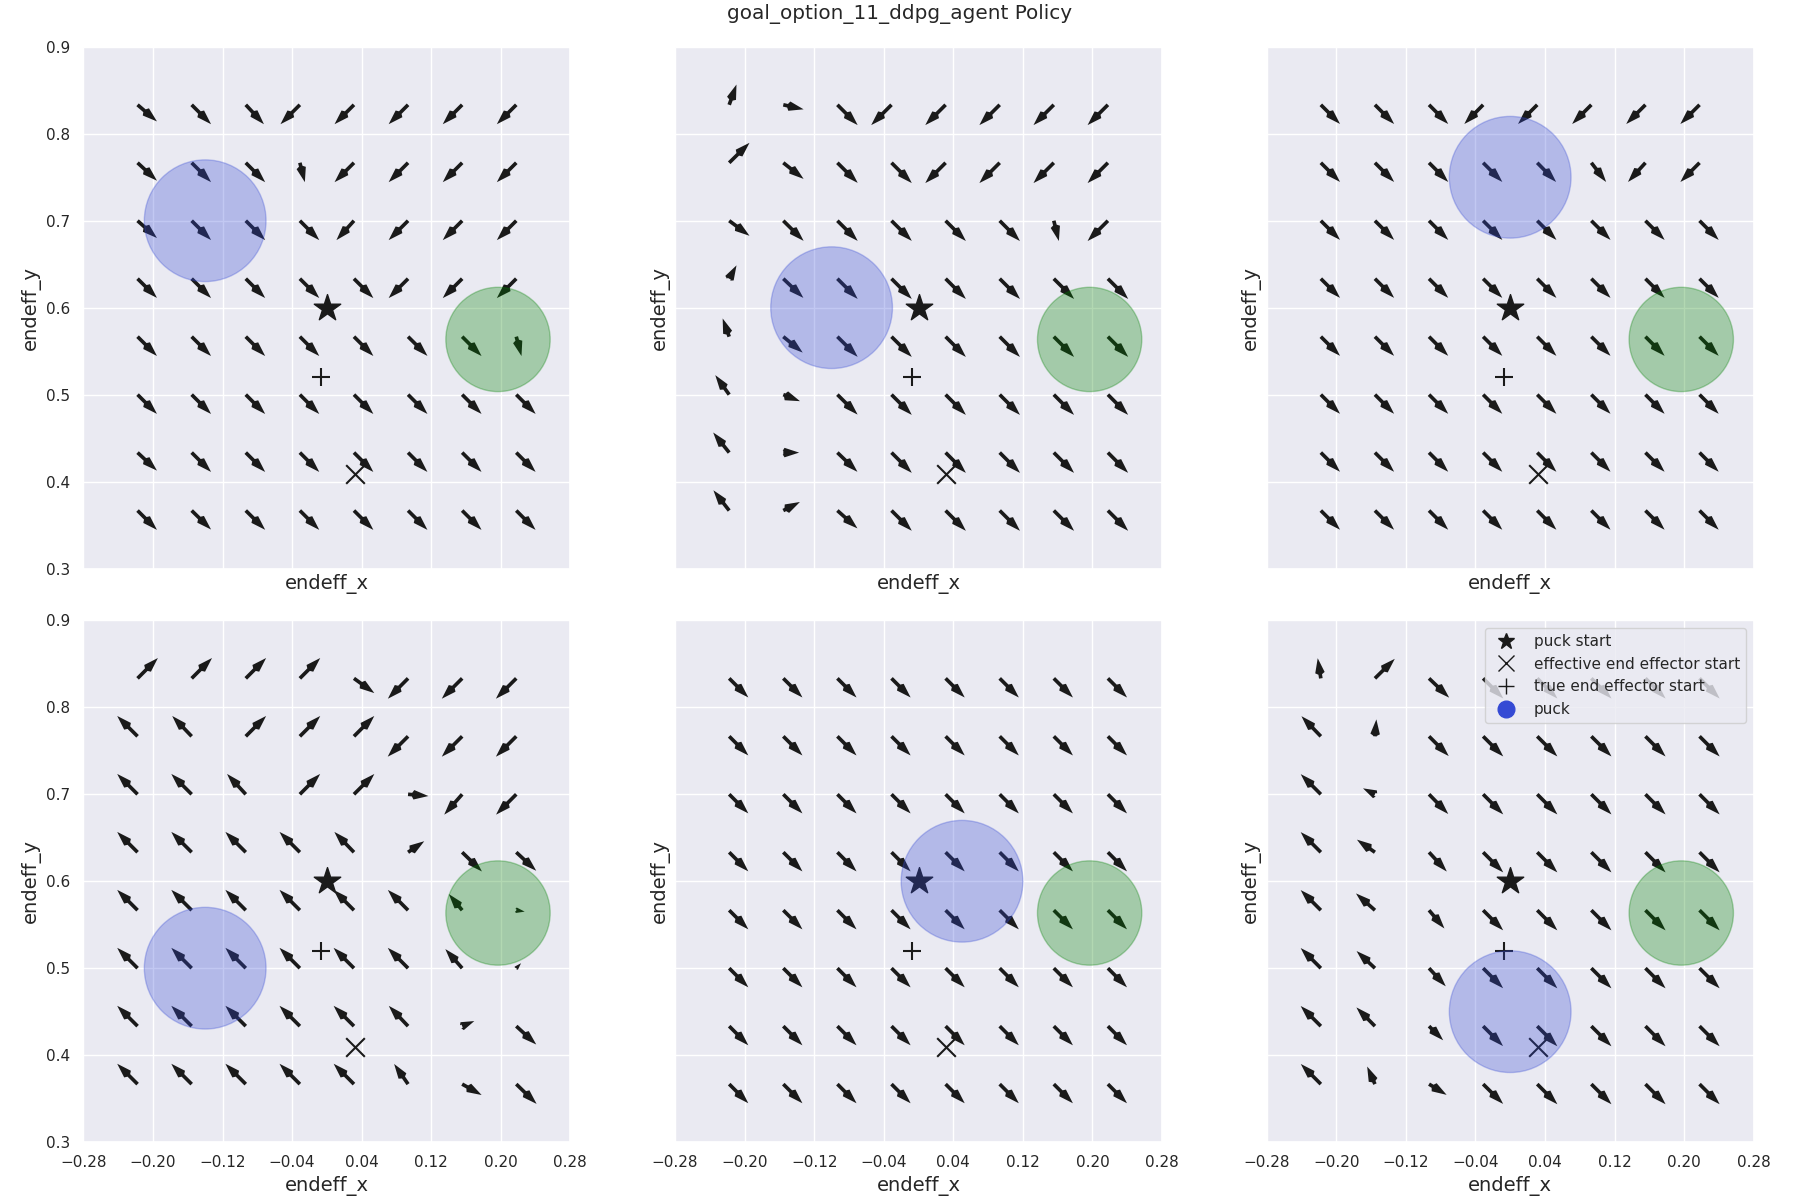 goal_option_11_ddpg_agent Policy
0.9
0.8
0.7
0.6
0.5
0.4
0.3
endeff_y
endeff_x
endeff_y
endeff_x
endeff_y
endeff_x
0.9
0.8
0.7
0.6
0.5
0.4
0.3
endeff_y
−0.28 −0.20 −0.12 −0.04 0.04 0.12 0.20 0.28
endeff_x
endeff_y
−0.28 −0.20 −0.12 −0.04 0.04 0.12 0.20 0.28
endeff_x
puck start
effective end effector start
true end effector start
puck
endeff_y
−0.28 −0.20 −0.12 −0.04 0.04 0.12 0.20 0.28
endeff_x